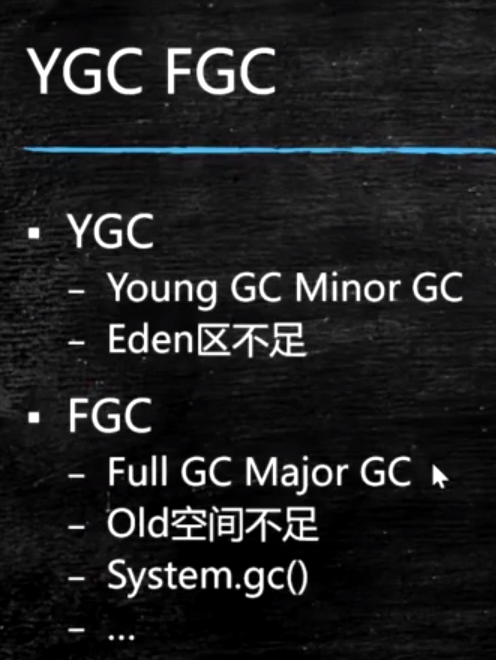 YGC FGC
▪ YGC
– Young GC Minor GC
– Eden区不足
▪ FGC
– Full GC Major GC
– Old空间不足
– System.gc()
– ...